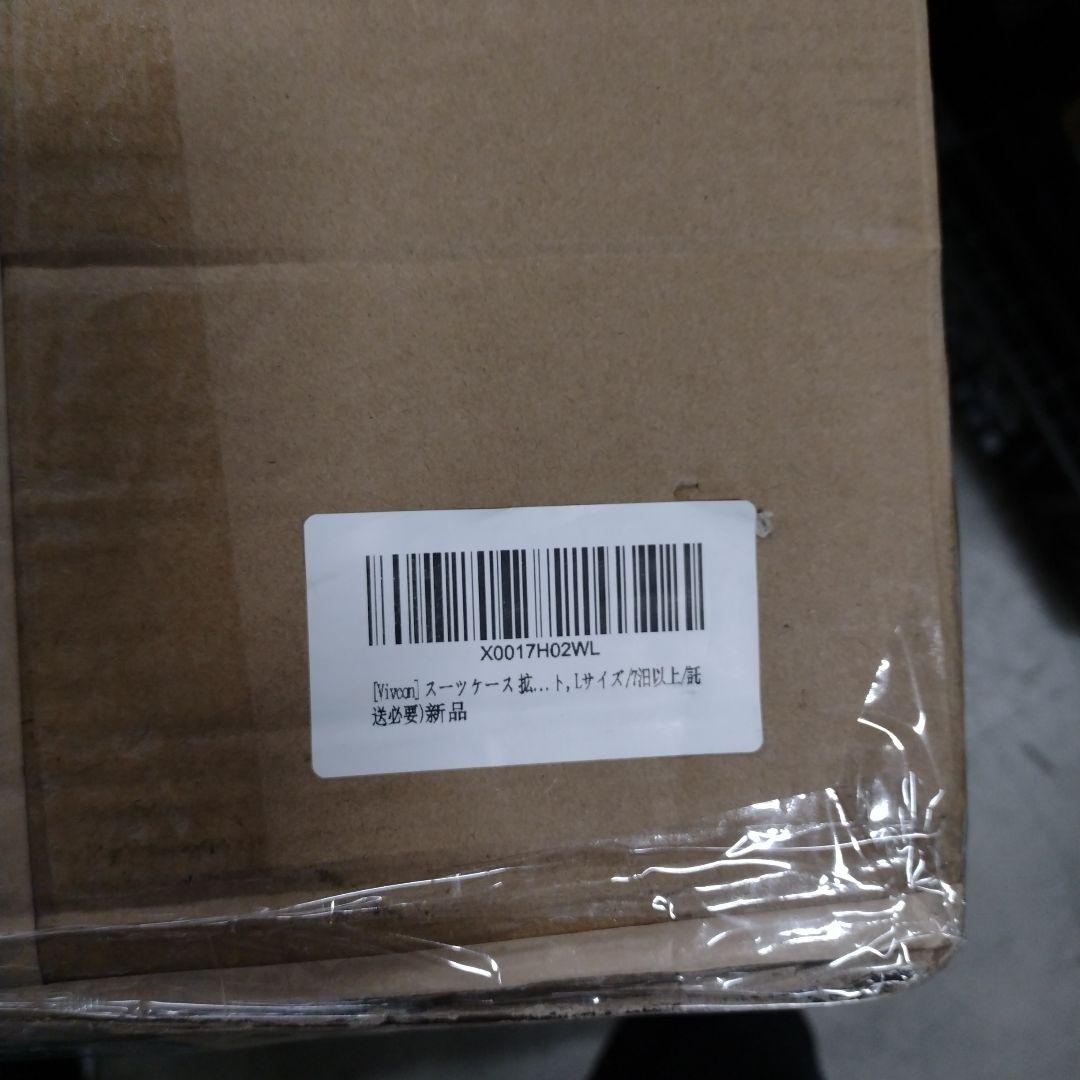 X0017H02WL
[Vivcon] スーツケース 拡...ト, Lサイズ/7泊以上/託
送必要)新品